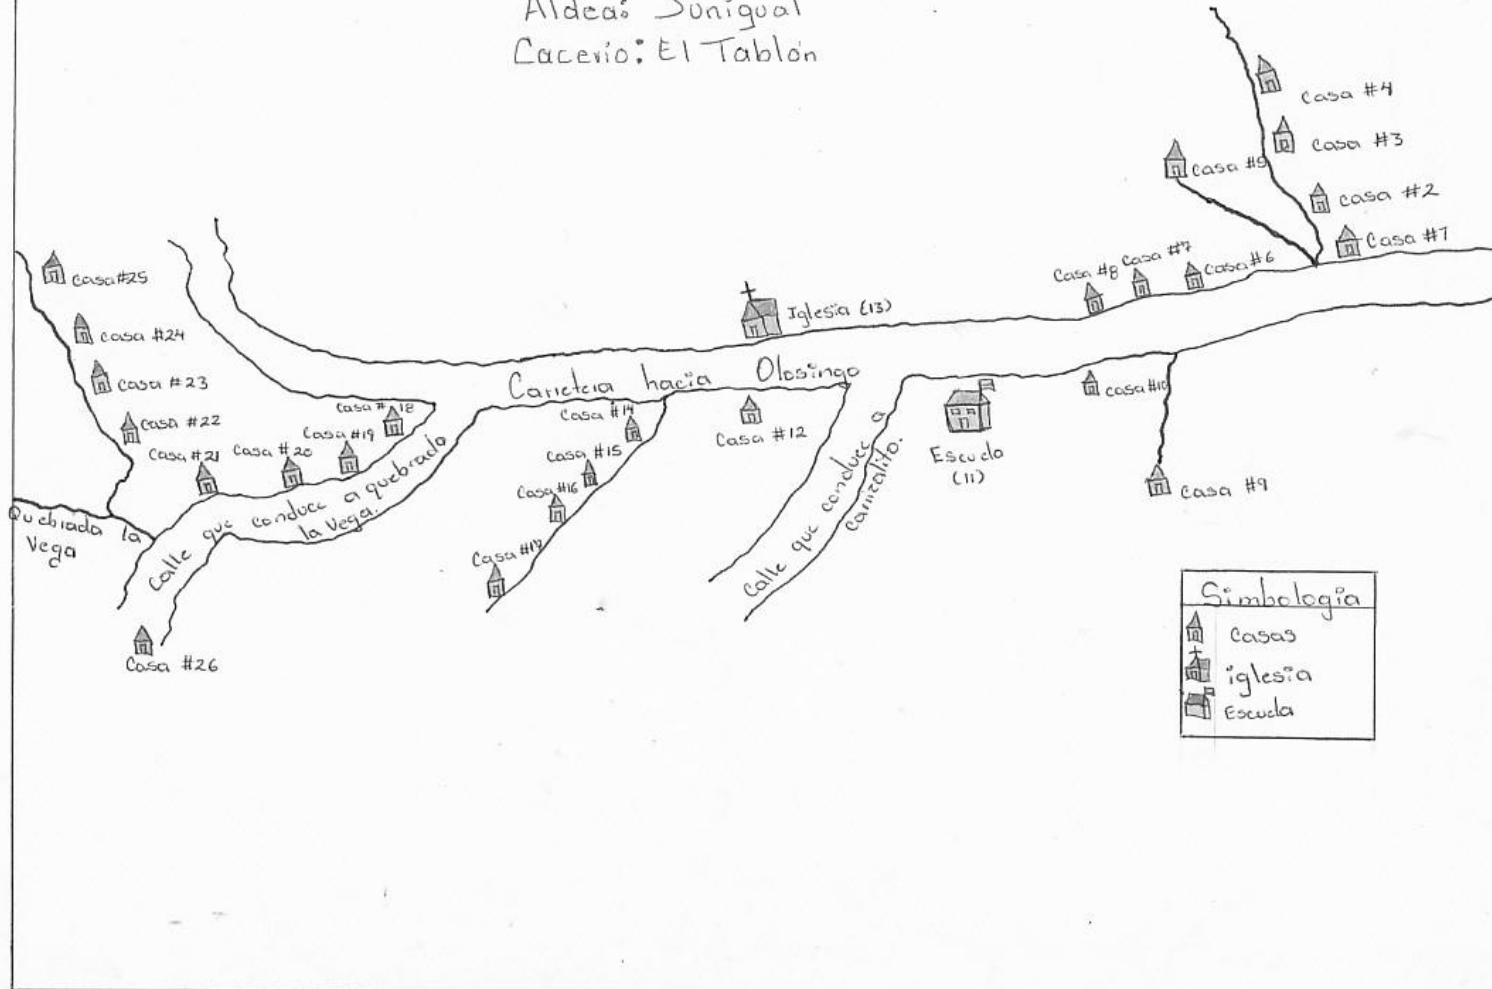 Aldea: Sunigual
Cacerio: El Tablón
Casa #4
Casa #3
Casa #5
Casa #2
Casa #1
Casa #6
Casa #7
Casa #8
Iglesia (13)
Casa #25
Casa #24
Casa #23
Casa #22
Casa #21
Casa #20
Casa #19
Casa #18
Carretera hacia Olosingo
Casa #14
Casa #15
Casa #16
Casa #17
Casa #12
Escuela
(11)
Casa #10
Casa #9
Calle que conduce a
canizalito.
Calle que conduce a quebrada
la Vega.
Quebrada la
Vega
Casa #26
Simbología
Casas
iglesia
Escuela